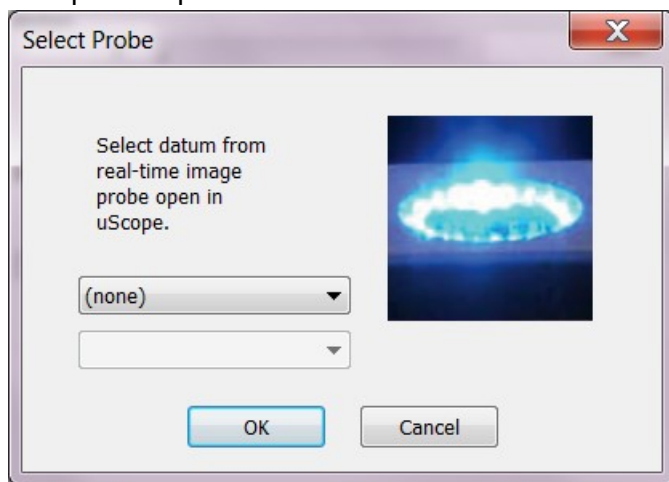 Select Probe
X
Select datum from
real-time image
probe open in
uScope.
(none)
OK
Cancel